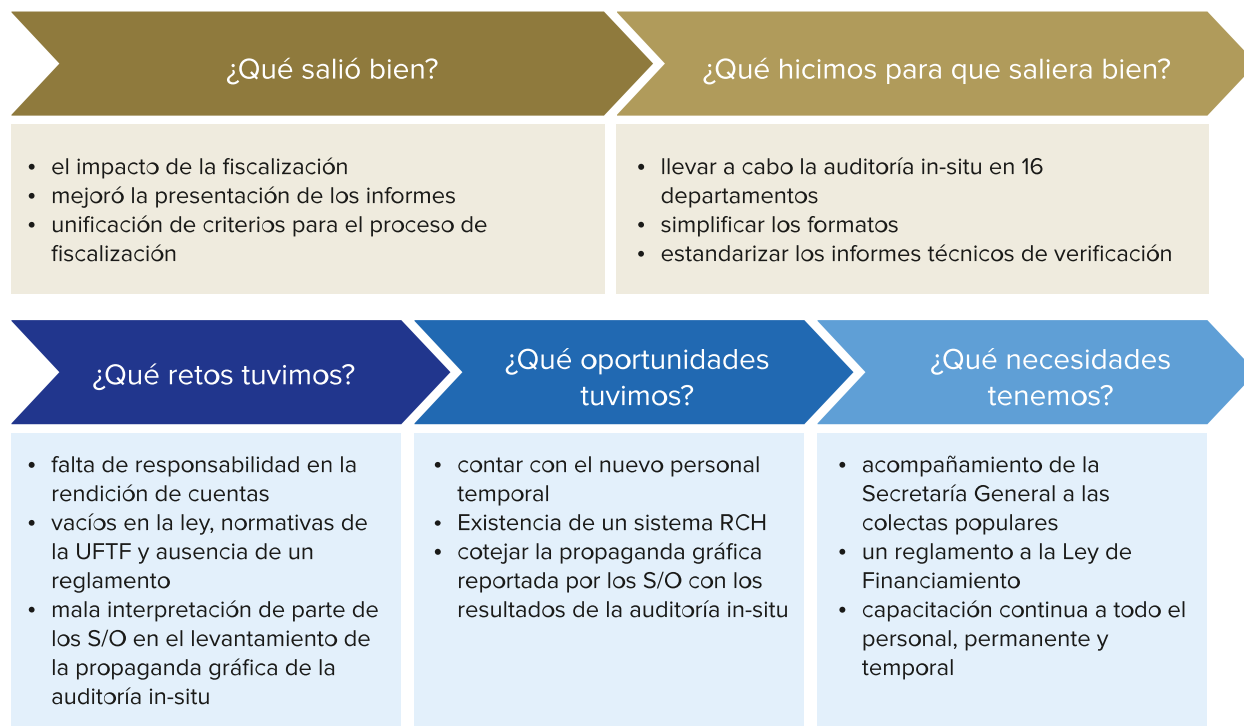 ¿Qué salió bien?
• el impacto de la fiscalización
• mejoró la presentación de los informes
• unificación de criterios para el proceso de
fiscalización
¿Qué hicimos para que saliera bien?
• llevar a cabo la auditoría in-situ en 16
departamentos
• simplificar los formatos
• estandarizar los informes técnicos de verificación
¿Qué retos tuvimos?
• falta de responsabilidad en la
rendición de cuentas
• vacíos en la ley, normativas de
la UFTF y ausencia de un
reglamento
• mala interpretación de parte de
los S/O en el levantamiento de
la propaganda gráfica de la
auditoría in-situ
¿Qué oportunidades
tuvimos?
• contar con el nuevo personal
temporal
• Existencia de un sistema RCH
• cotejar la propaganda gráfica
reportada por los S/O con los
resultados de la auditoría in-situ
¿Qué necesidades
tenemos?
• acompañamiento de la
Secretaría General a las
colectas populares
• un reglamento a la Ley de
Financiamiento
• capacitación continua a todo el
personal, permanente y
temporal